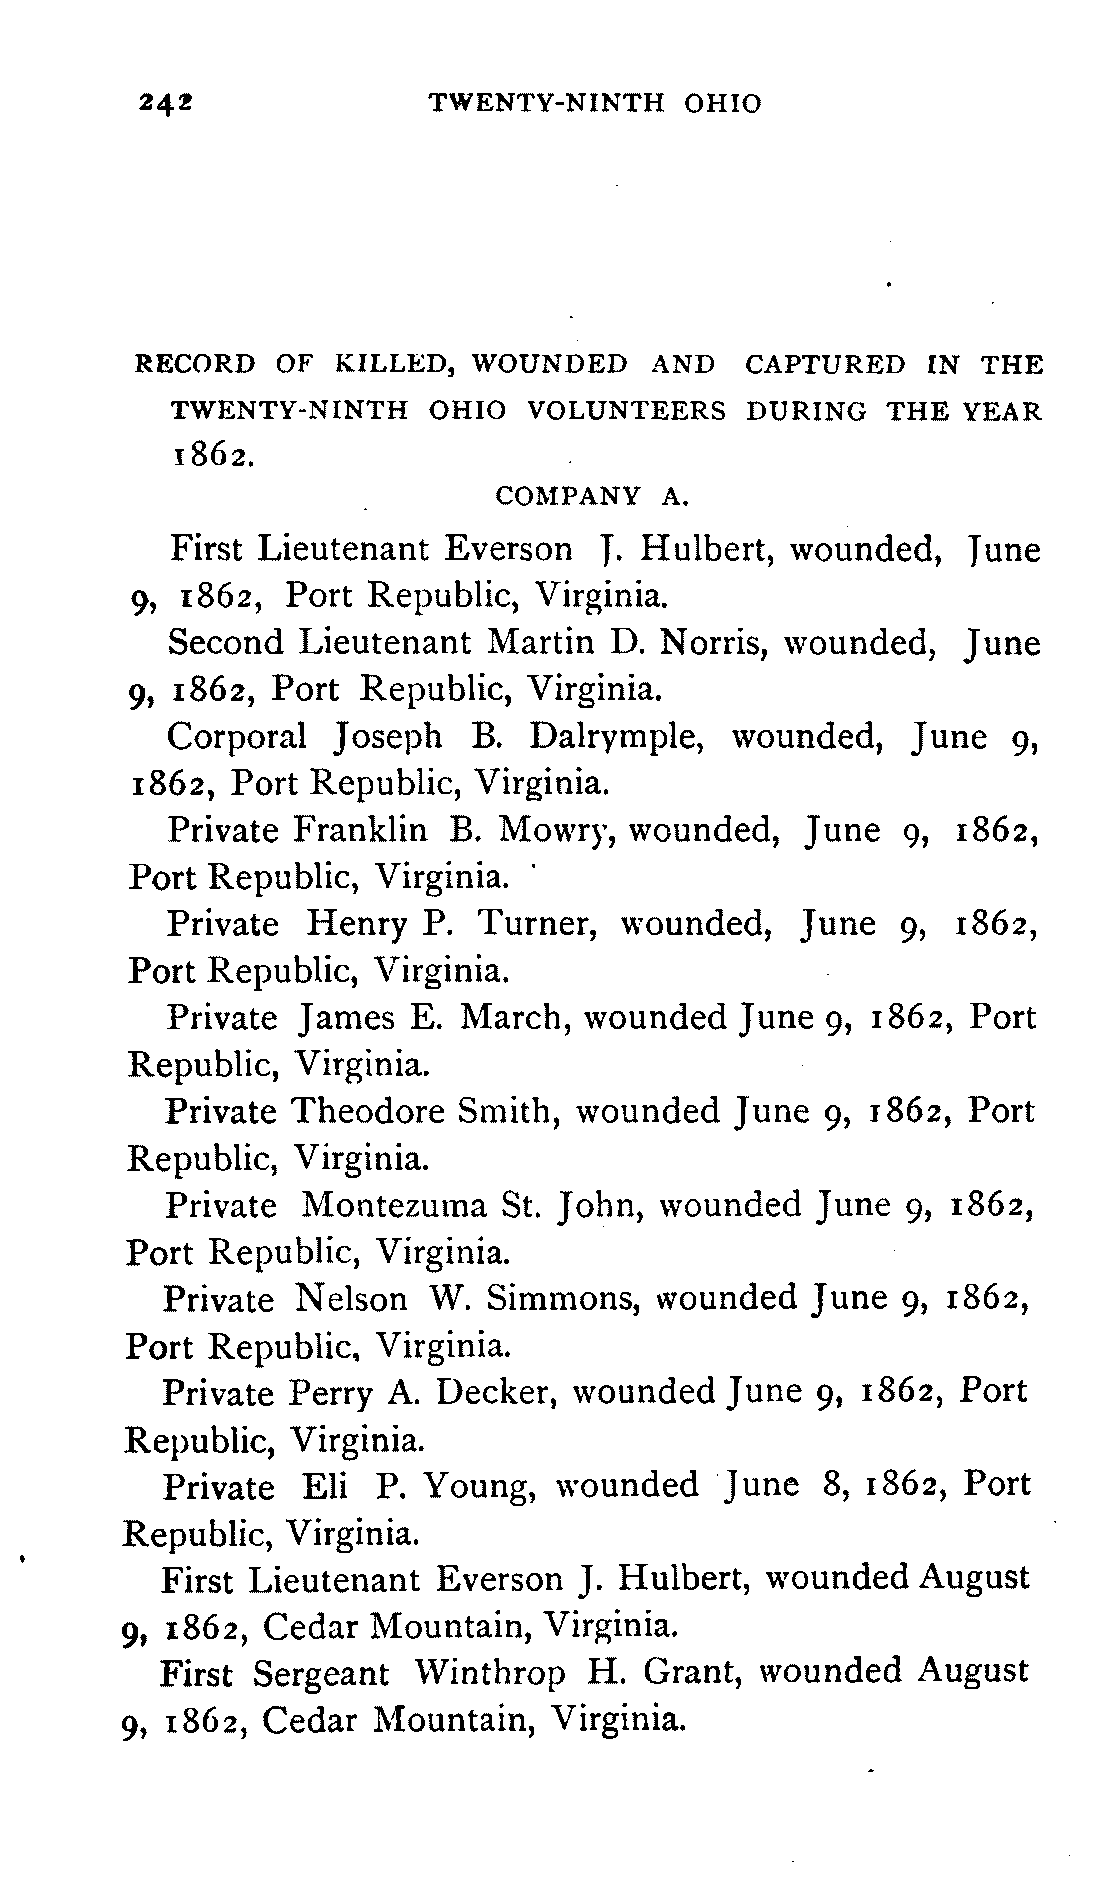 242 TWENTY-NINTH OHIO
RECORD OF KILLED, WOUNDED AND CAPTURED IN THE
TWENTY-NINTH OHIO VOLUNTEERS DURING THE YEAR
1862.
COMPANY A.
First Lieutenant Everson J. Hulbert, wounded, June
9, 1862, Port Republic, Virginia.
Second Lieutenant Martin D. Norris, wounded, June
9, 1862, Port Republic, Virginia.
Corporal Joseph B. Dalrymple, wounded, June 9,
1862, Port Republic, Virginia.
Private Franklin B. Mowry, wounded, June 9, 1862,
Port Republic, Virginia.
Private Henry P. Turner, wounded, June 9, 1862,
Port Republic, Virginia.
Private James E. March, wounded June 9, 1862, Port
Republic, Virginia.
Private Theodore Smith, wounded June 9, 1862, Port
Republic, Virginia.
Private Montezuma St. John, wounded June 9, 1862,
Port Republic, Virginia.
Private Nelson W. Simmons, wounded June 9, 1862,
Port Republic, Virginia.
Private Perry A. Decker, wounded June 9, 1862, Port
Republic, Virginia.
Private Eli P. Young, wounded June 8, 1862, Port
Republic, Virginia.
First Lieutenant Everson J. Hulbert, wounded August
9, 1862, Cedar Mountain, Virginia.
First Sergeant Winthrop H. Grant, wounded August
9, 1862, Cedar Mountain, Virginia.